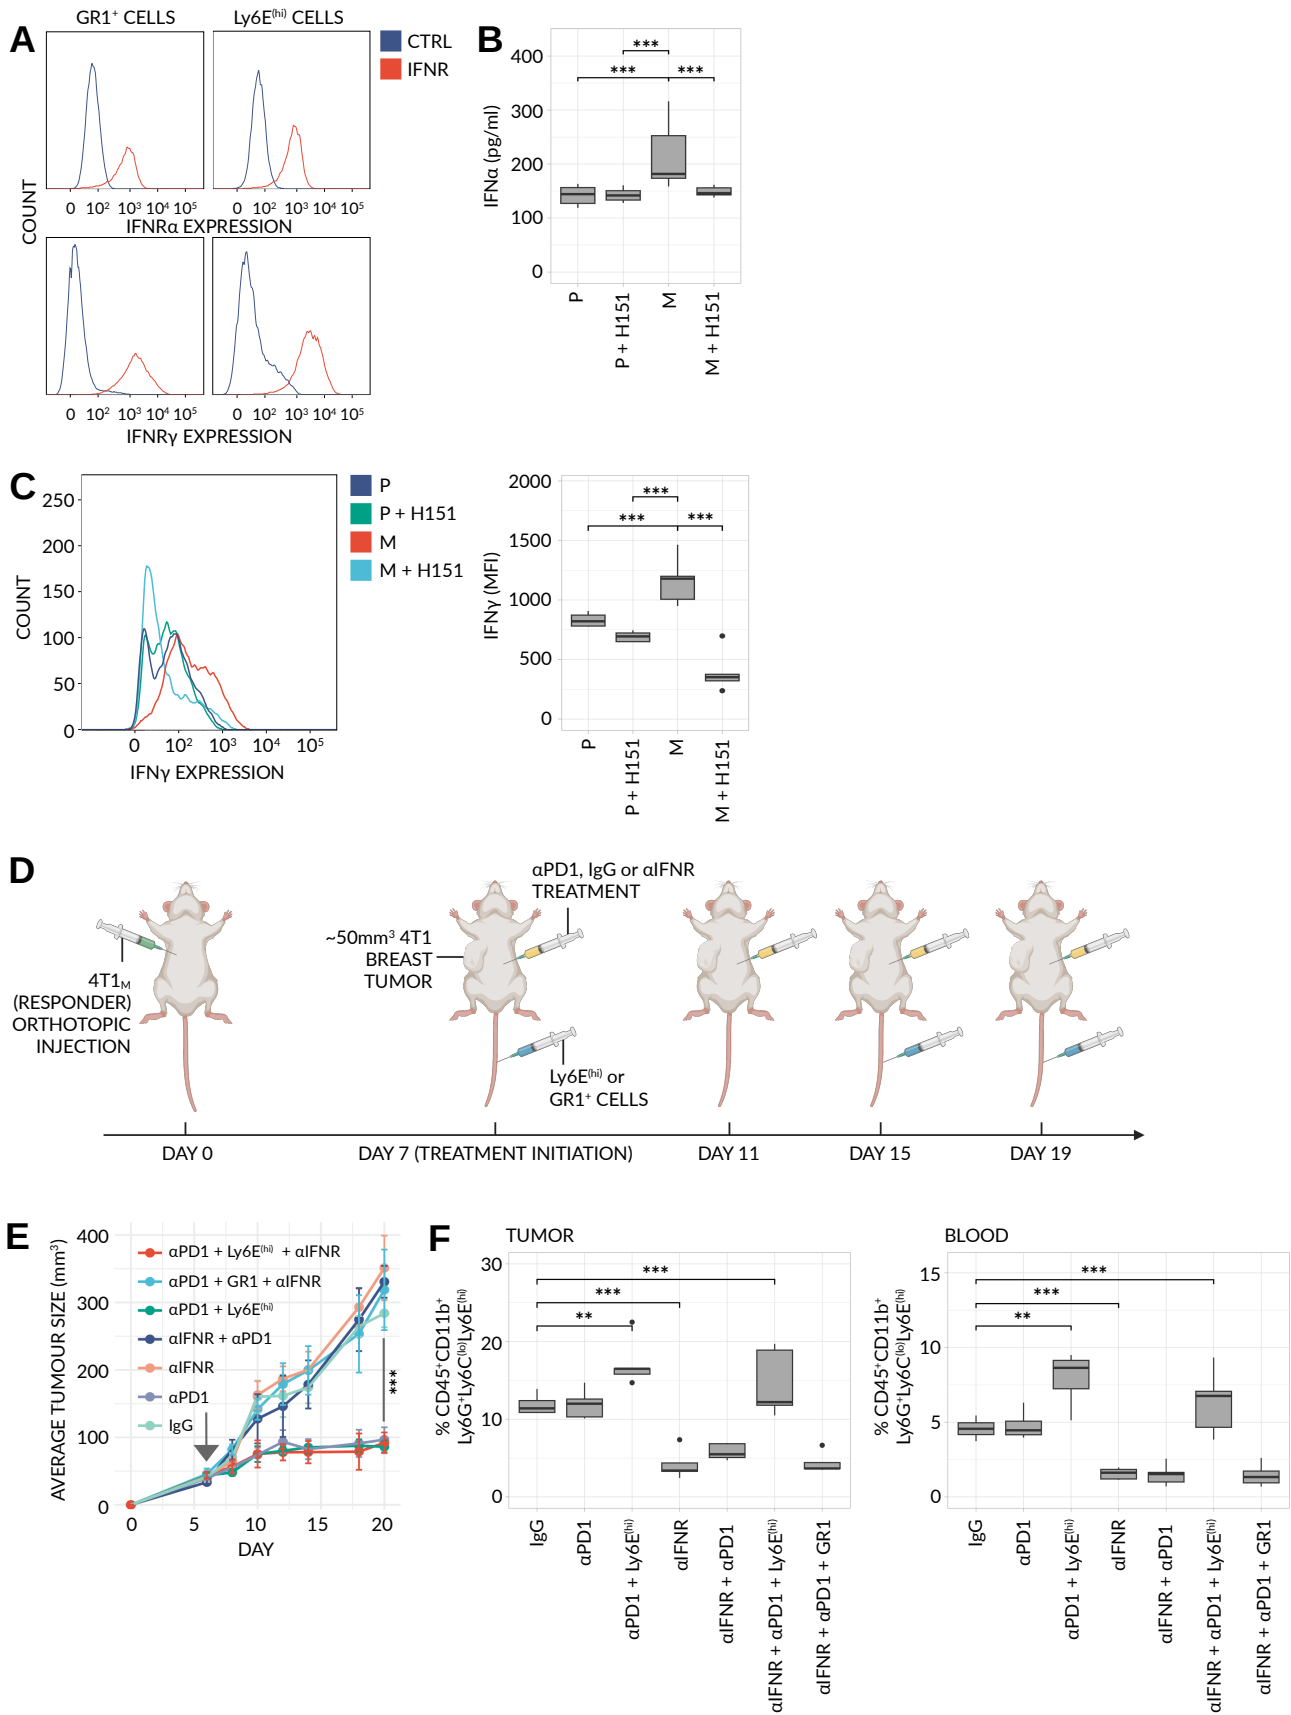 A
GR1⁺ CELLS
Ly6E⁽ʰⁱ⁾ CELLS
CTRL
IFNR
COUNT
0 10² 10³ 10⁴ 10⁵
0 10² 10³ 10⁴ 10⁵
IFNRα EXPRESSION
0 10² 10³ 10⁴ 10⁵
0 10² 10³ 10⁴ 10⁵
IFNRγ EXPRESSION
B
IFNα (pg/ml)
400
300
200
100
0
***
*** ***
P
P + H151
M
M + H151
C
COUNT
250
200
150
100
50
0
0 10² 10³ 10⁴ 10⁵
IFNγ EXPRESSION
P
P + H151
M
M + H151
IFNγ (MFI)
2000
1500
1000
500
0
***
*** ***
P
P + H151
M
M + H151
D
4T1M
(RESPONDER)
ORTHOTOPIC
INJECTION
~50mm³ 4T1
BREAST
TUMOR
αPD1, IgG or αIFNR
TREATMENT
Ly6E⁽ʰⁱ⁾ or
GR1⁺ CELLS
DAY 0
DAY 7 (TREATMENT INITIATION)
DAY 11
DAY 15
DAY 19
E
AVERAGE TUMOUR SIZE (mm³)
400
300
200
100
0
αPD1 + Ly6E⁽ʰⁱ⁾ + αIFNR
αPD1 + GR1 + αIFNR
αPD1 + Ly6E⁽ʰⁱ⁾
αIFNR + αPD1
αIFNR
αPD1
IgG
***
0 5 10 15 20
DAY
F
TUMOR
% CD45⁺CD11b⁺
Ly6G⁺Ly6C⁽ˡᵒ⁾Ly6E⁽ʰⁱ⁾
30
20
10
0
***
***
**
IgG
αPD1
αPD1 + Ly6E⁽ʰⁱ⁾
αIFNR
αIFNR + αPD1
αIFNR + αPD1 + Ly6E⁽ʰⁱ⁾
αIFNR + αPD1 + GR1
BLOOD
% CD45⁺CD11b⁺
Ly6G⁺Ly6C⁽ˡᵒ⁾Ly6E⁽ʰⁱ⁾
15
10
5
0
***
***
**
IgG
αPD1
αPD1 + Ly6E⁽ʰⁱ⁾
αIFNR
αIFNR + αPD1
αIFNR + αPD1 + Ly6E⁽ʰⁱ⁾
αIFNR + αPD1 + GR1